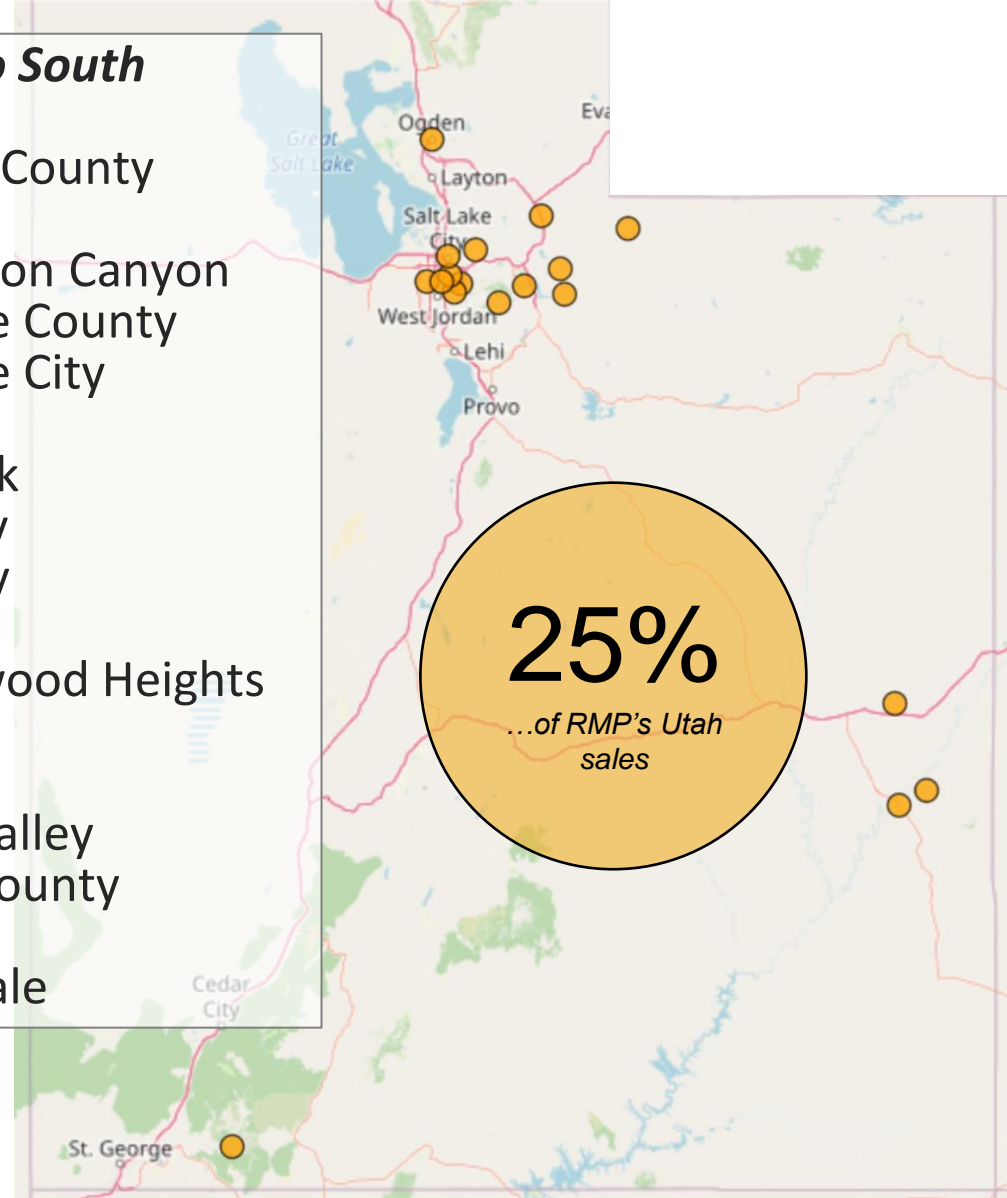 South
County
on Canyon
County
City
k
y
y
wood Heights
alley
ounty
ale
Great
Salt Lake
Ogden
Layton
Salt Lake
City
West Jordan
Lehi
Provo
Eva
25%
…of RMP’s Utah
sales
Cedar
City
St. George